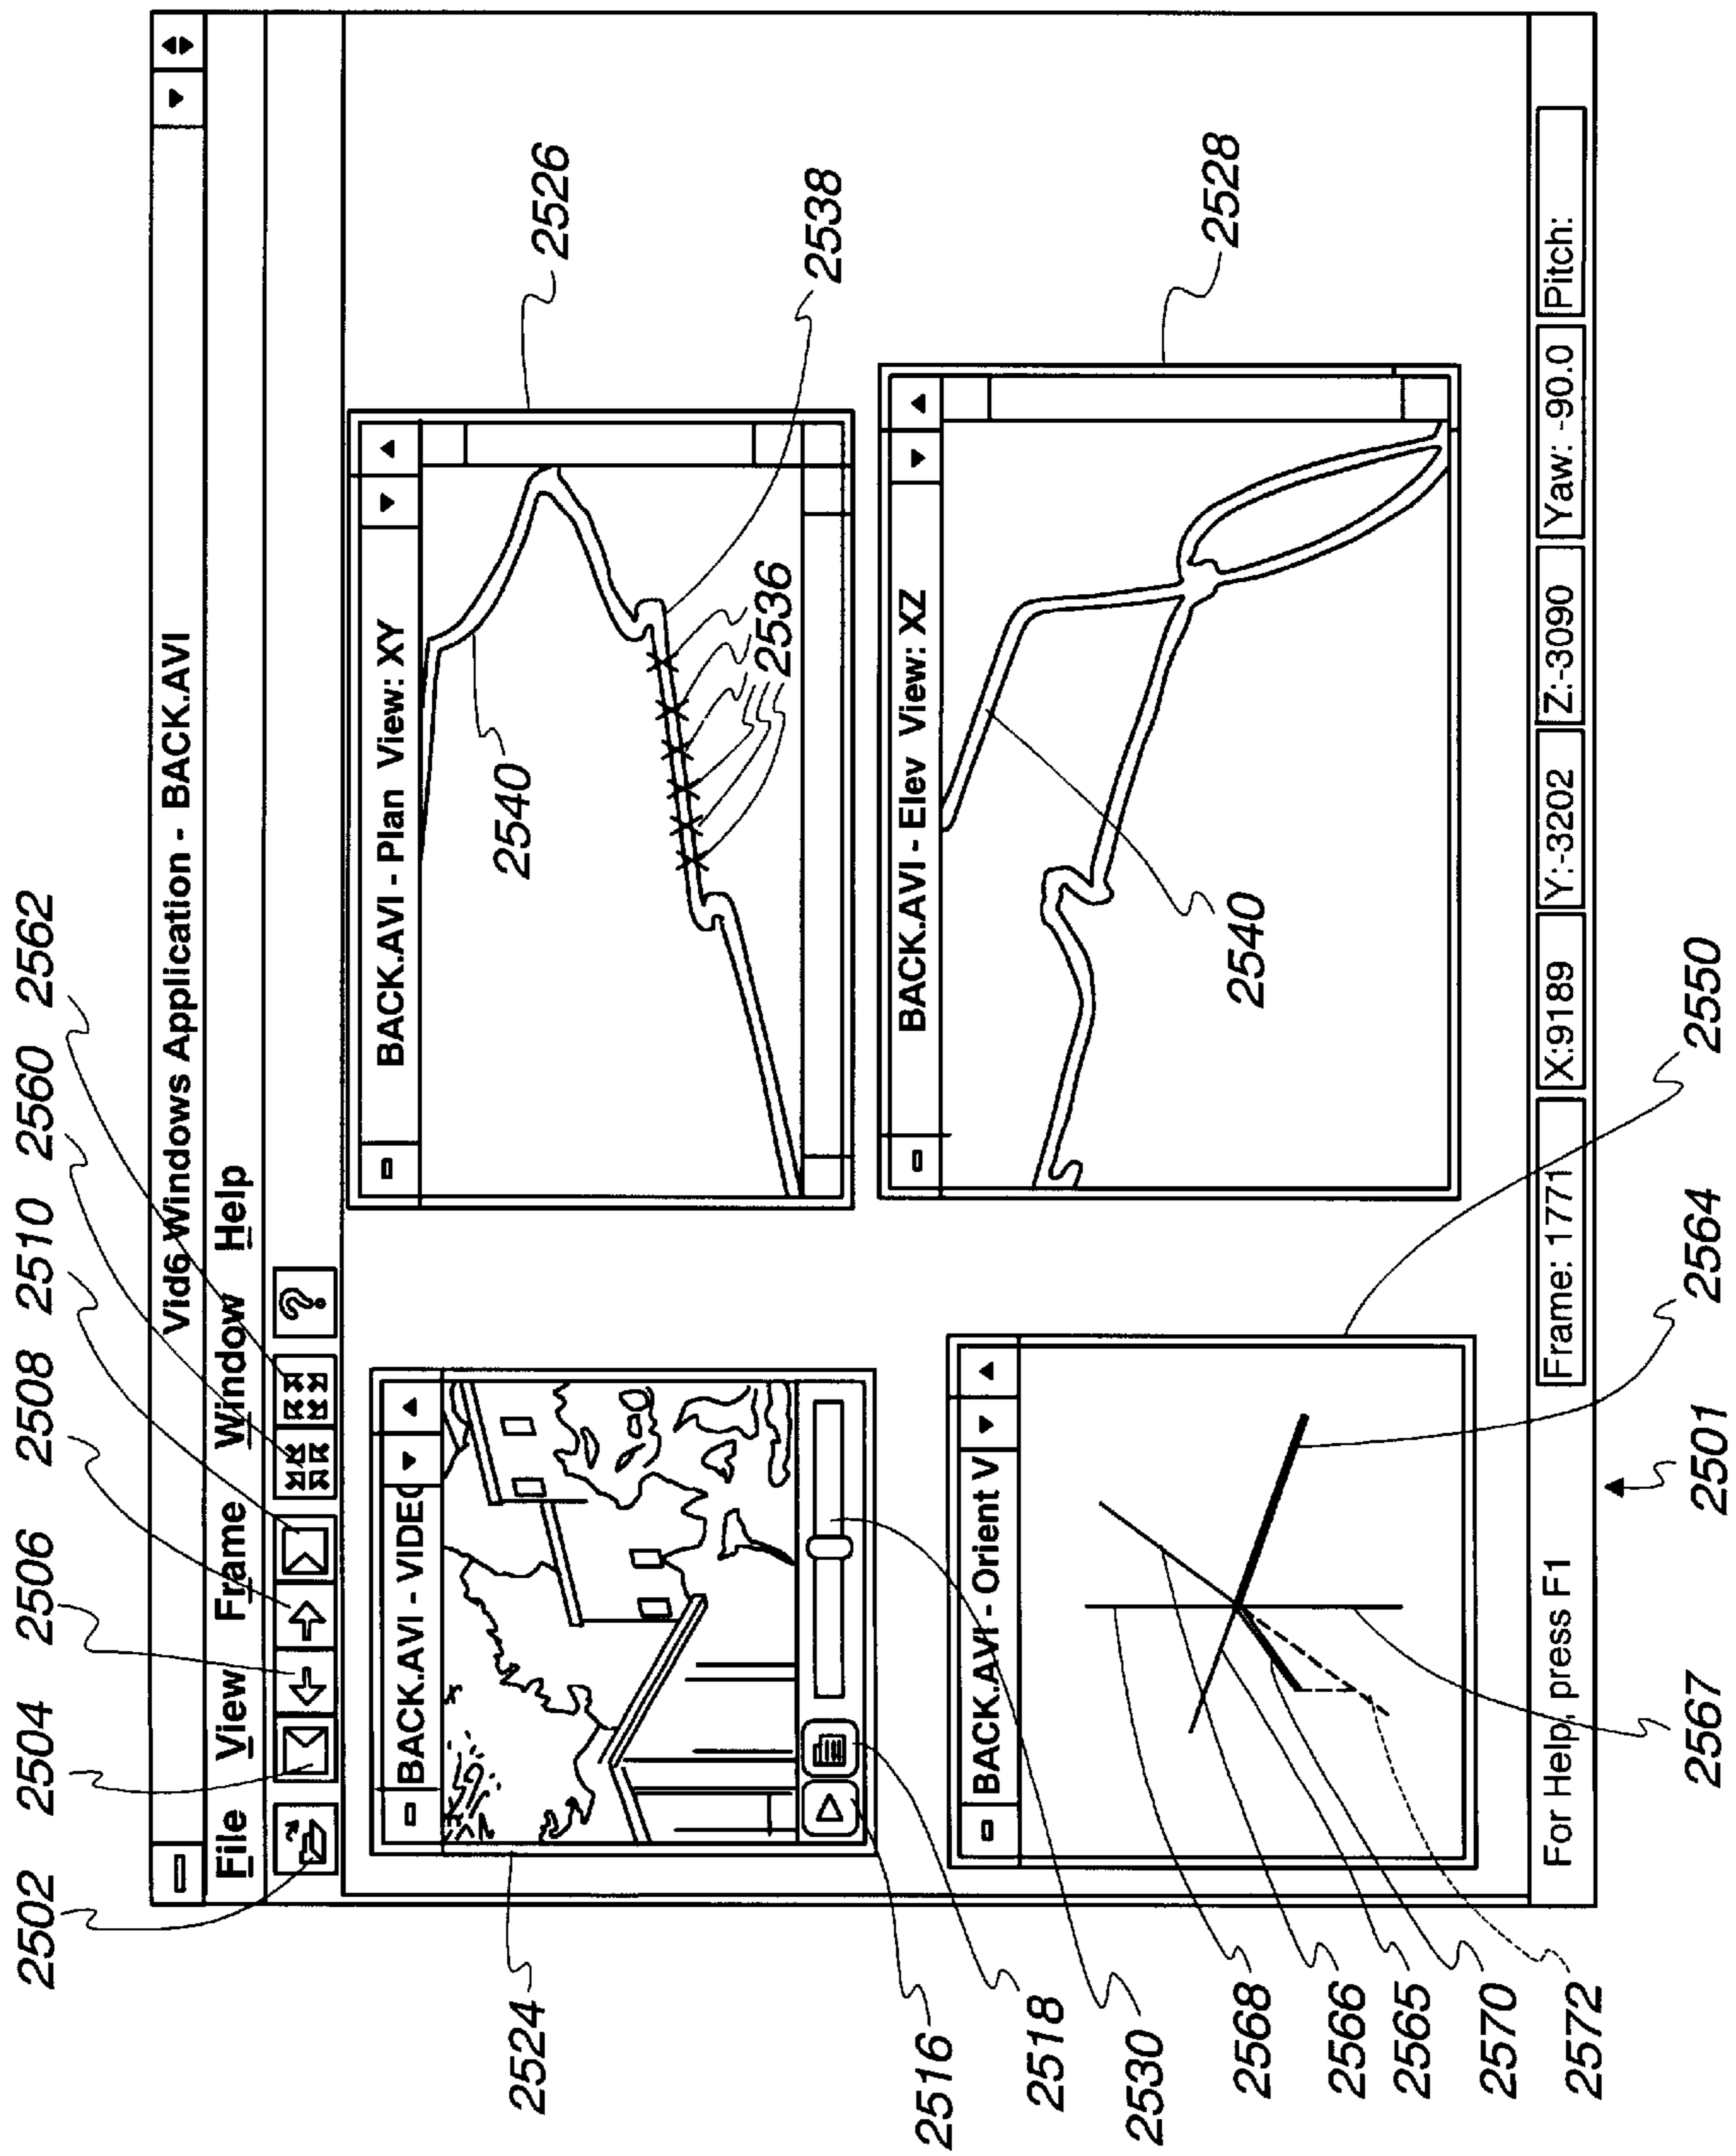 2502 2504 2506 2508 2510 2560 2562
Vid6 Windows Application - BACK.AVI
File View Frame Window Help
?
2524
BACK.AVI - VIDEO
BACK.AVI - Plan View: XY
2526
2540
2538
2536
2516
2518
2530
BACK.AVI - Orient V
BACK.AVI - Elev View: XZ
2528
2540
2568
2566
2565
2570
2572
For Help, press F1
Frame: 1771
X:9189
Y:-3202
Z:-3090
Yaw: -90.0
Pitch:
2567
2501
2564
2550